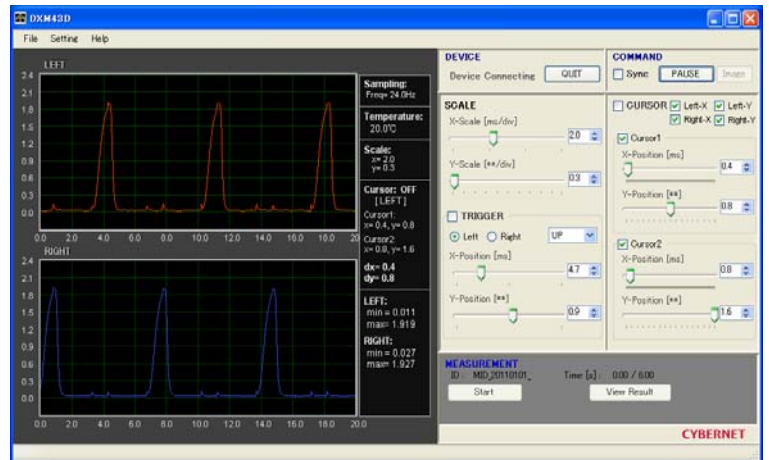 DXM43D
File Setting Help
LEFT
2.4
2.1
1.8
1.5
1.2
0.9
0.6
0.3
0.0
0.0 2.0 4.0 6.0 8.0 10.0 12.0 14.0 16.0 18.0 20
RIGHT
2.4
2.1
1.8
1.5
1.2
0.9
0.6
0.3
0.0
0.0 2.0 4.0 6.0 8.0 10.0 12.0 14.0 16.0 18.0 20.0
Sampling:
Freq= 24.0Hz
Temperature:
20.0℃
Scale:
x= 2.0
y= 0.3
Cursor: OFF
[LEFT]
Cursor1:
x= 0.4, y= 0.8
Cursor2:
x= 0.8, y= 1.6
dx= 0.4
dy= 0.8
LEFT:
min = 0.011
max= 1.919
RIGHT:
min = 0.027
max= 1.927
DEVICE
Device Connecting QUIT
COMMAND
Sync PAUSE Image
SCALE
X-Scale [ms/div]
2.0
Y-Scale [**/div]
0.3
TRIGGER
Left Right UP
X-Position [ms]
4.7
Y-Position [**]
0.9
CURSOR Left-X Left-Y
Right-X Right-Y
Cursor1
X-Position [ms]
0.4
Y-Position [**]
0.8
Cursor2
X-Position [ms]
0.8
Y-Position [**]
1.6
MEASUREMENT
ID : MID_20110101_ Time [s] : 0.00 / 6.00
Start View Result
CYBERNET